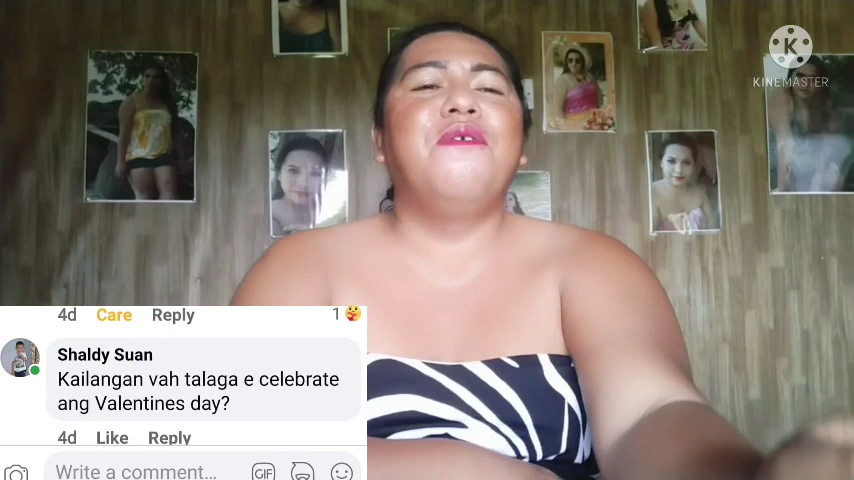 KINEMASTER
4d Care Reply 1
Shaldy Suan
Kailangan vah talaga e celebrate
ang Valentines day?
4d Like Reply
Write a comment... GIF